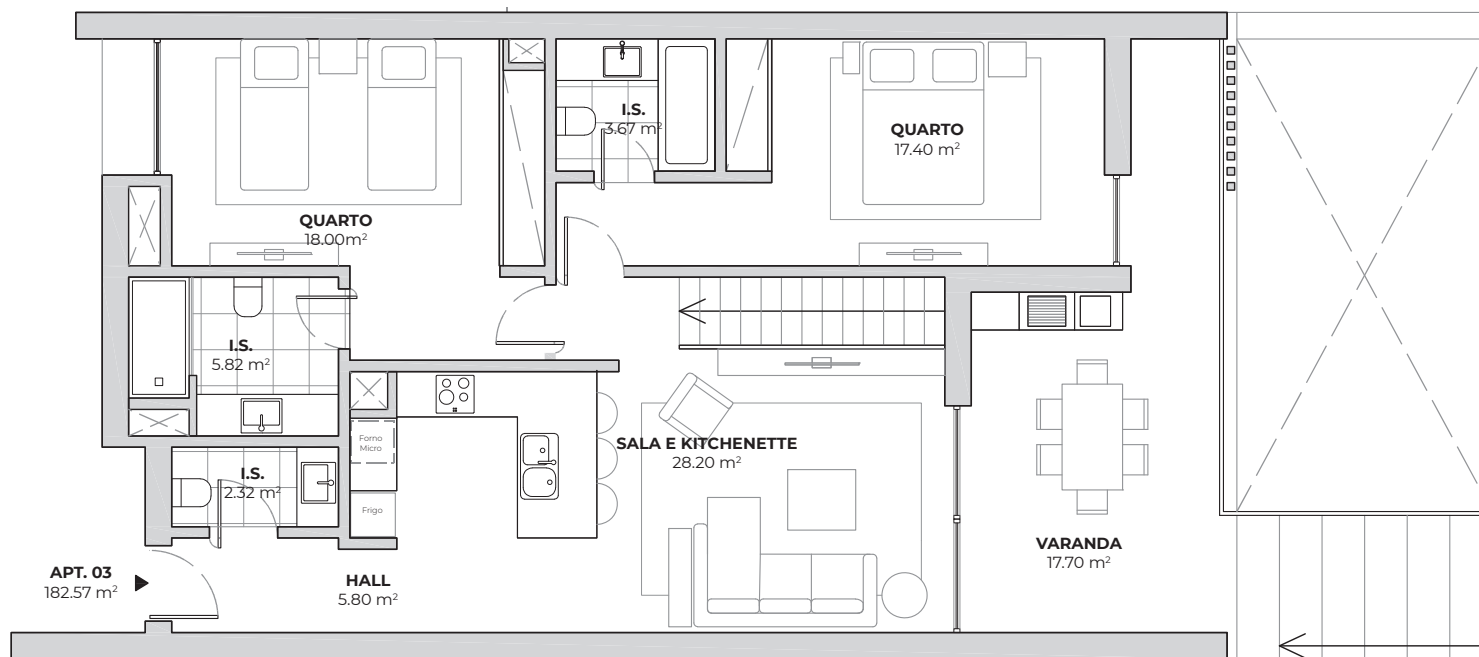 I.S.
3.67 m²
QUARTO
17.40 m²
QUARTO
18.00m²
I.S.
5.82 m²
SALA E KITCHENETTE
28.20 m²
Forno
Micro
I.S.
2.32 m²
Frigo
VARANDA
17.70 m²
APT. 03
182.57 m²
HALL
5.80 m²